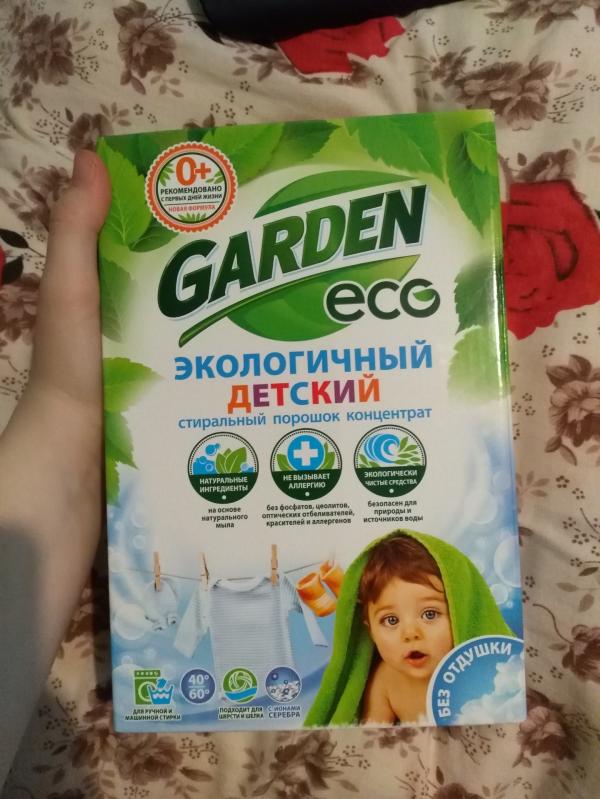 0+
РЕКОМЕНДОВАНО
С ПЕРВЫХ ДНЕЙ ЖИЗНИ
НОВАЯ ФОРМУЛА
GARDEN
eco
ЭКОЛОГИЧНЫЙ
ДЕТСКИЙ
стиральный порошок концентрат
НАТУРАЛЬНЫЕ
ИНГРЕДИЕНТЫ
на основе
натурального
мыла
НЕ ВЫЗЫВАЕТ
АЛЛЕРГИЮ
без фосфатов, цеолитов,
оптических отбеливателей,
красителей и аллергенов
ЭКОЛОГИЧЕСКИ
ЧИСТЫЕ СРЕДСТВА
безопасен для
природы и
источников воды
ДЛЯ РУЧНОЙ И
МАШИННОЙ СТИРКИ
40°
60°
ПОДХОДИТ ДЛЯ
ШЕРСТИ И ШЕЛКА
С ИОНАМИ
СЕРЕБРА
БЕЗ ОТДУШКИ